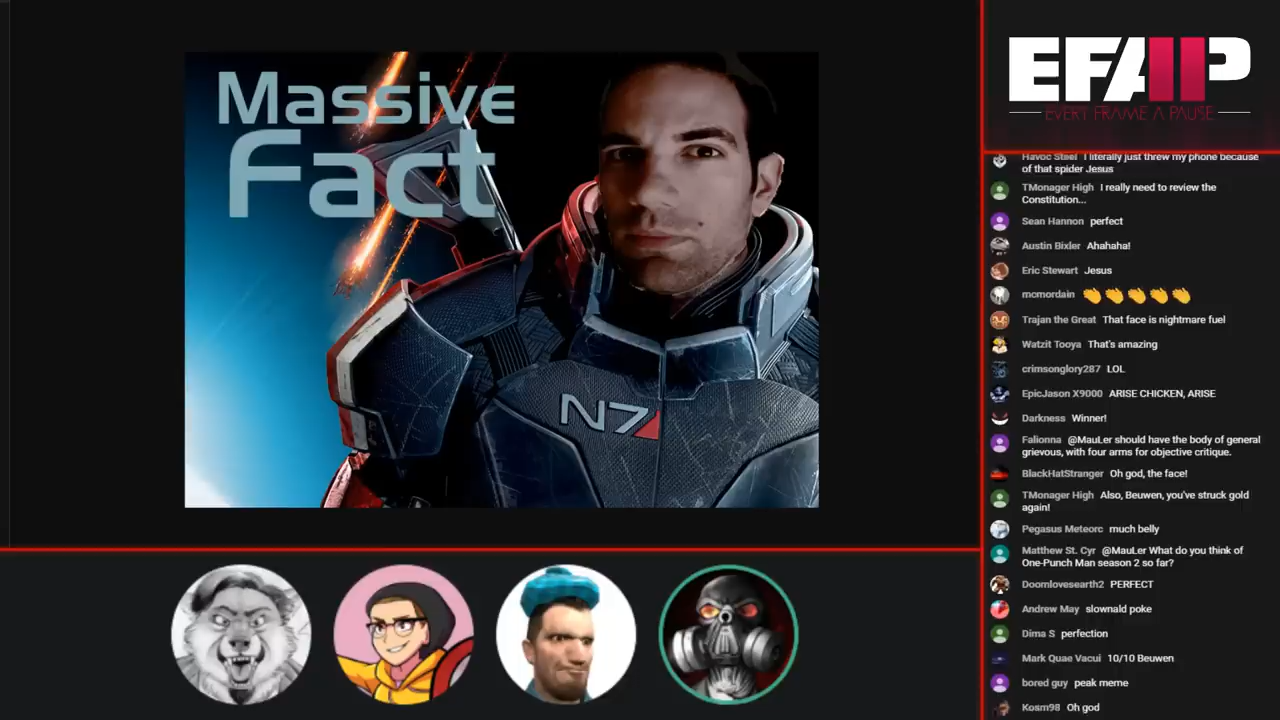 Massive
Fact
N7
EFAP
EVERY FRAME A PAUSE
Havoc Steel I literally just threw my phone because
of that spider Jesus
TMonager High I really need to review the
Constitution...
Sean Hannon perfect
Austin Bixler Ahahaha!
Eric Stewart Jesus
mcmordain 👏👏👏👏👏
Trajan the Great That face is nightmare fuel
Watzit Tooya That's amazing
crimsonglory287 LOL
EpicJason X9000 ARISE CHICKEN, ARISE
Darkness Winner!
Falionna @MauLer should have the body of general
grievous, with four arms for objective critique.
BlackHatStranger Oh god, the face!
TMonager High Also, Beuwen, you've struck gold
again!
Pegasus Meteorc much belly
Matthew St. Cyr @MauLer What do you think of
One-Punch Man season 2 so far?
Doomlovesearth2 PERFECT
Andrew May slownald poke
Dima S perfection
Mark Quae Vacui 10/10 Beuwen
bored guy peak meme
Kosm98 Oh god